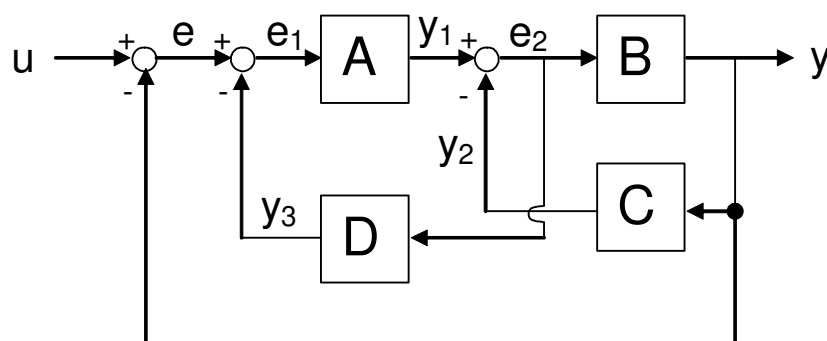 u + - e + - e₁ A y₁ + - e₂ B y
y₂ C
y₃ D